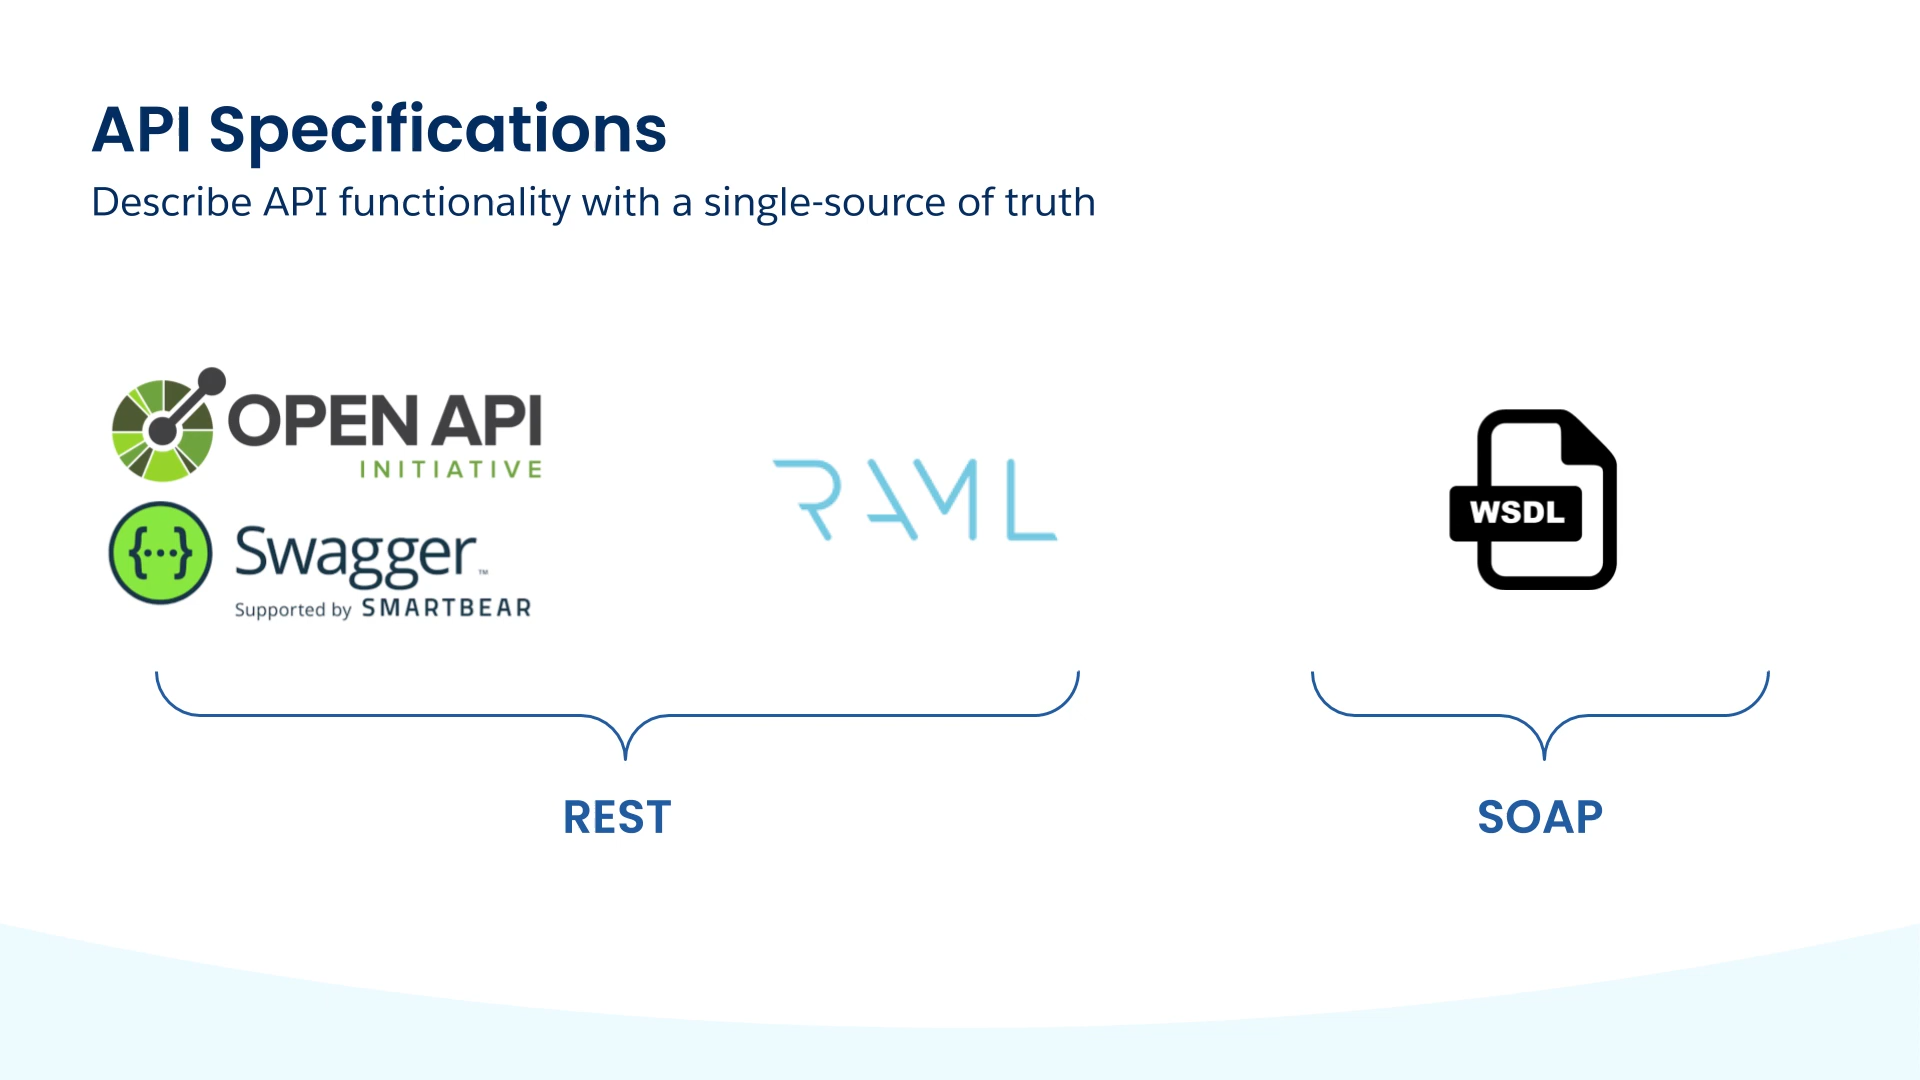 API Specifications
Describe API functionality with a single-source of truth
OPEN API
INITIATIVE
{...} Swagger™
Supported by SMARTBEAR
RAML
WSDL
REST
SOAP